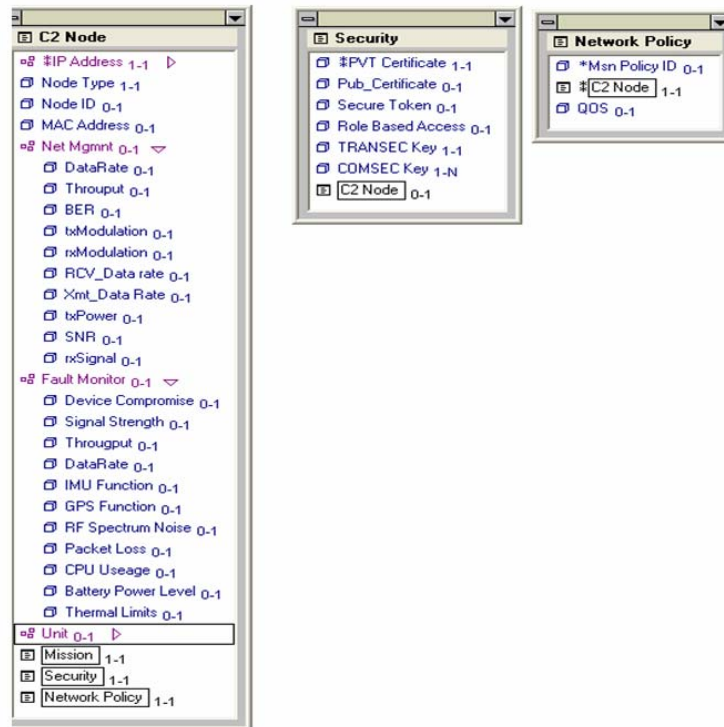 C2 Node
‡IP Address 1-1
Node Type 1-1
Node ID 0-1
MAC Address 0-1
Net Mgmnt 0-1
DataRate 0-1
Throuput 0-1
BER 0-1
txModulation 0-1
rxModulation 0-1
RCV_Data rate 0-1
Xmt_Data Rate 0-1
txPower 0-1
SNR 0-1
rxSignal 0-1
Fault Monitor 0-1
Device Compromise 0-1
Signal Strength 0-1
Througput 0-1
DataRate 0-1
IMU Function 0-1
GPS Function 0-1
RF Spectrum Noise 0-1
Packet Loss 0-1
CPU Useage 0-1
Battery Power Level 0-1
Thermal Limits 0-1
Unit 0-1
Mission 1-1
Security 1-1
Network Policy 1-1
Security
‡PVT Certificate 1-1
Pub_Certificate 0-1
Secure Token 0-1
Role Based Access 0-1
TRANSEC Key 1-1
COMSEC Key 1-N
C2 Node 0-1
Network Policy
*Msn Policy ID 0-1
‡C2 Node 1-1
QOS 0-1